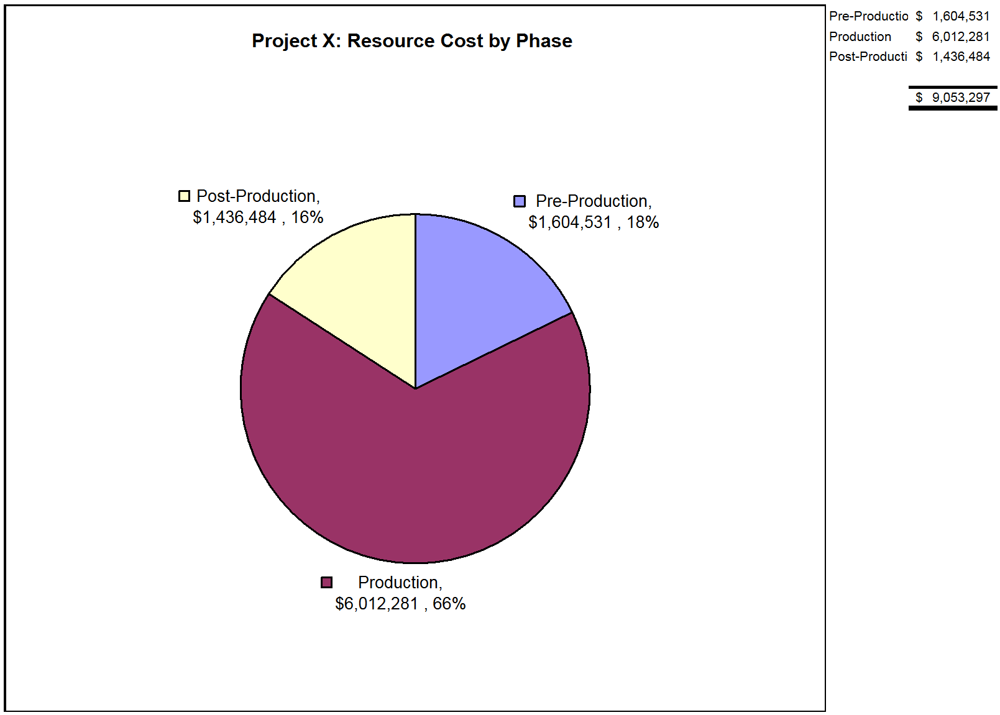 Project X: Resource Cost by Phase
Pre-Productio $ 1,604,531
Production $ 6,012,281
Post-Producti $ 1,436,484
$ 9,053,297
Post-Production,
$1,436,484 , 16%
Pre-Production,
$1,604,531 , 18%
Production,
$6,012,281 , 66%